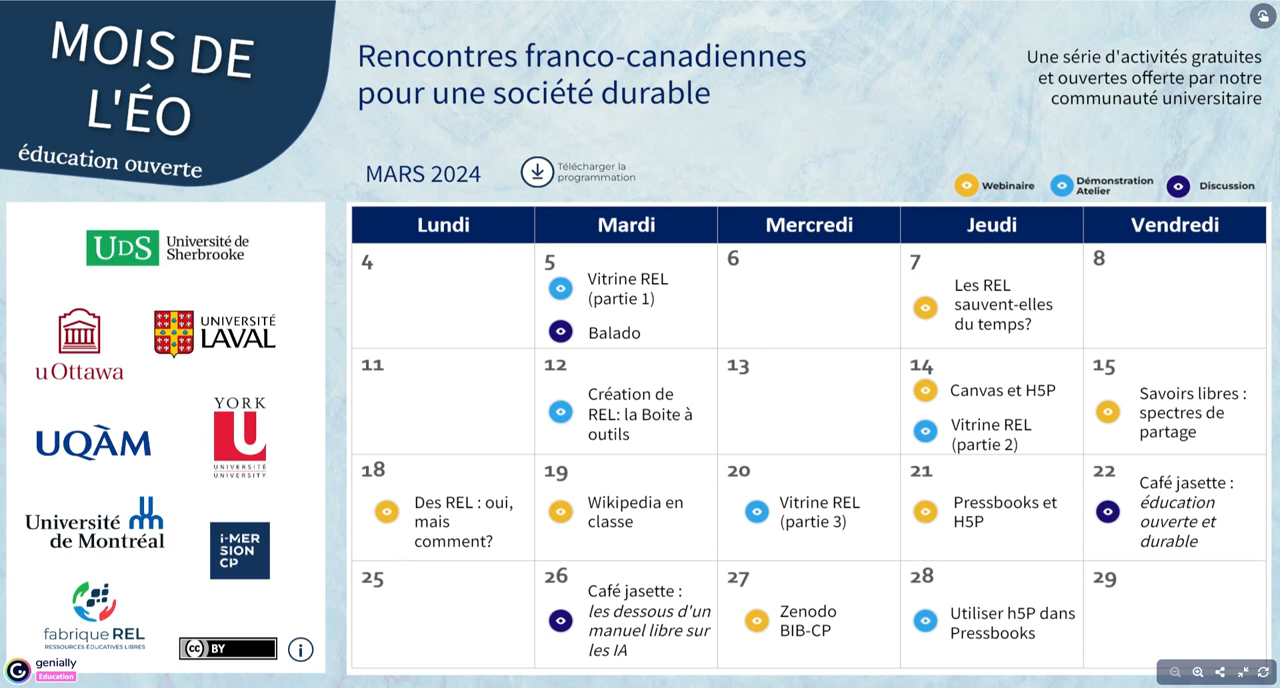 MOIS DE
L'ÉO
éducation ouverte
Rencontres franco-canadiennes
pour une société durable
Une série d'activités gratuites
et ouvertes offerte par notre
communauté universitaire
MARS 2024
Télécharger la
programmation
Webinaire
Démonstration
Atelier
Discussion
UDS Université de
Sherbrooke
uOttawa
UNIVERSITÉ
LAVAL
UQÀM
YORK
U
UNIVERSITÉ
UNIVERSITY
Université
de Montréal
i-MER
SION
CP
fabrique REL
RESSOURCES ÉDUCATIVES LIBRES
cc BY
i
genially
Education
Lundi
Mardi
Mercredi
Jeudi
Vendredi
4
5
Vitrine REL
(partie 1)
Balado
6
7
Les REL
sauvent-elles
du temps?
8
11
12
Création de
REL: la Boite à
outils
13
14
Canvas et H5P
Vitrine REL
(partie 2)
15
Savoirs libres :
spectres de
partage
18
Des REL : oui,
mais
comment?
19
Wikipedia en
classe
20
Vitrine REL
(partie 3)
21
Pressbooks et
H5P
22
Café jasette :
éducation
ouverte et
durable
25
26
Café jasette :
les dessous d'un
manuel libre sur
les IA
27
Zenodo
BIB-CP
28
Utiliser h5P dans
Pressbooks
29